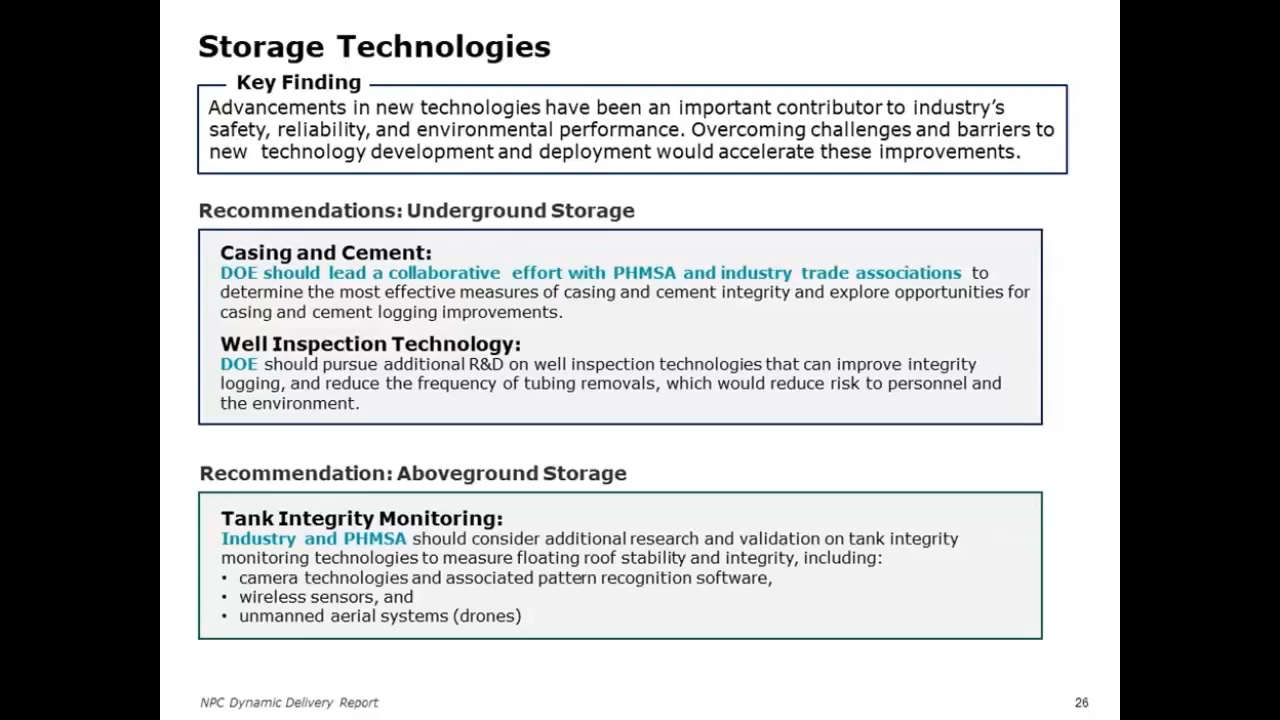 Storage Technologies
Key Finding
Advancements in new technologies have been an important contributor to industry's
safety, reliability, and environmental performance. Overcoming challenges and barriers to
new technology development and deployment would accelerate these improvements.
Recommendations: Underground Storage
Casing and Cement:
DOE should lead a collaborative effort with PHMSA and industry trade associations to
determine the most effective measures of casing and cement integrity and explore opportunities for
casing and cement logging improvements.
Well Inspection Technology:
DOE should pursue additional R&D on well inspection technologies that can improve integrity
logging, and reduce the frequency of tubing removals, which would reduce risk to personnel and
the environment.
Recommendation: Aboveground Storage
Tank Integrity Monitoring:
Industry and PHMSA should consider additional research and validation on tank integrity
monitoring technologies to measure floating roof stability and integrity, including:
• camera technologies and associated pattern recognition software,
• wireless sensors, and
• unmanned aerial systems (drones)
NPC Dynamic Delivery Report
26